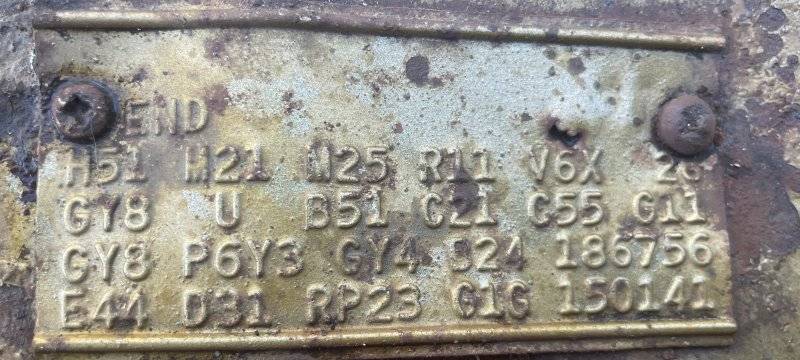 END
H51 M21 M25 R11 V6X 26
GY8 U B51 C21 C55 G11
GY8 P6Y3 GY4 B24 186756
E44 D31 RP23 G1G 150141